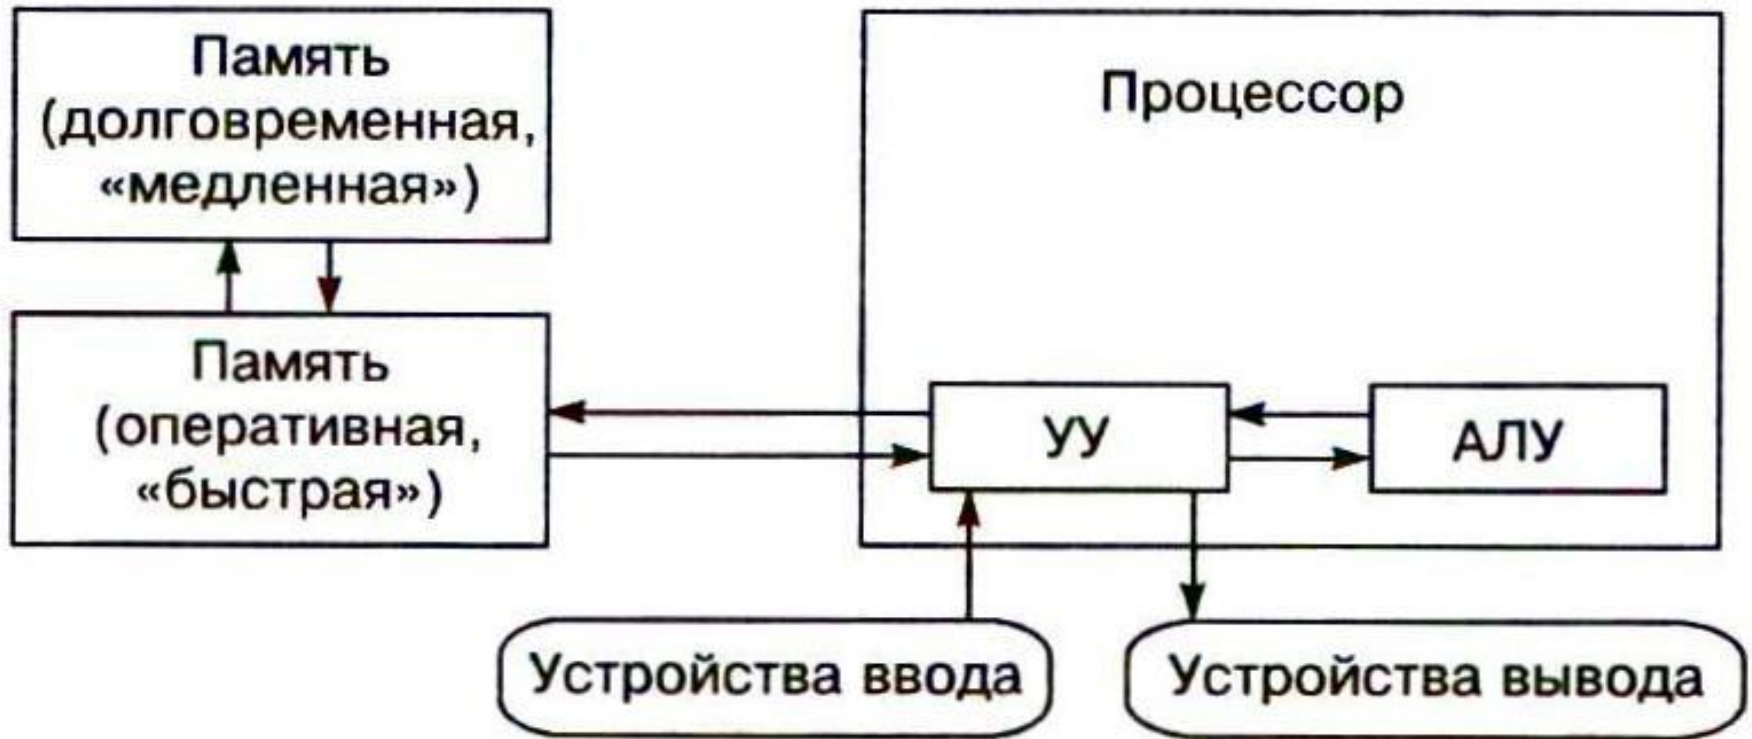 Память
(долговременная,
«медленная»)
Процессор
Память
(оперативная,
«быстрая»)
УУ
АЛУ
Устройства ввода
Устройства вывода